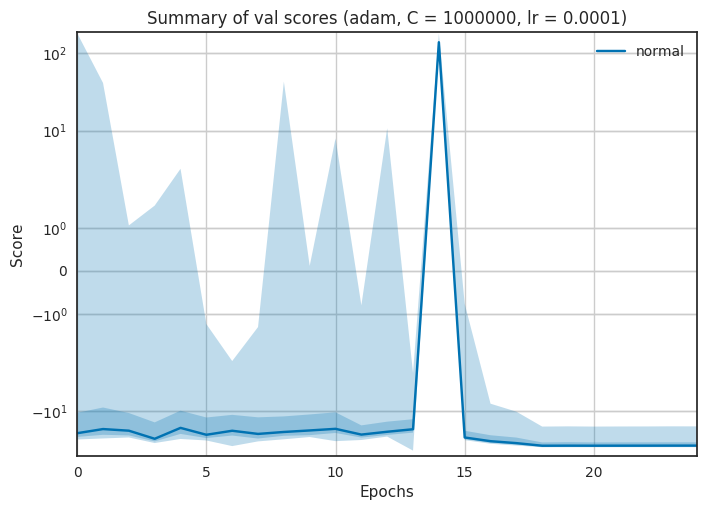 Summary of val scores (adam, C = 1000000, lr = 0.0001)
normal
Score
10²
10¹
10⁰
0
−10⁰
−10¹
0 5 10 15 20
Epochs